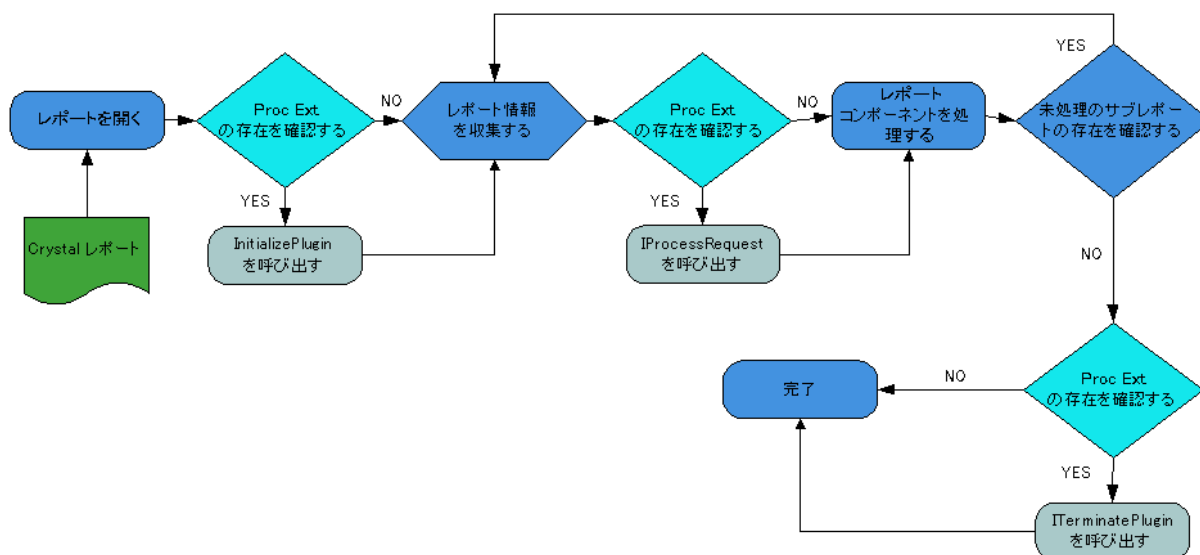 レポートを開く
Crystal レポート
Proc Ext
の存在を確認する
NO
YES
InitializePlugin
を呼び出す
レポート情報
を収集する
Proc Ext
の存在を確認する
NO
YES
IProcessRequest
を呼び出す
レポート
コンポーネントを処
理する
YES
未処理のサブレポー
トの存在を確認する
NO
Proc Ext
の存在を確認する
NO
完了
YES
ITerminatePlugin
を呼び出す